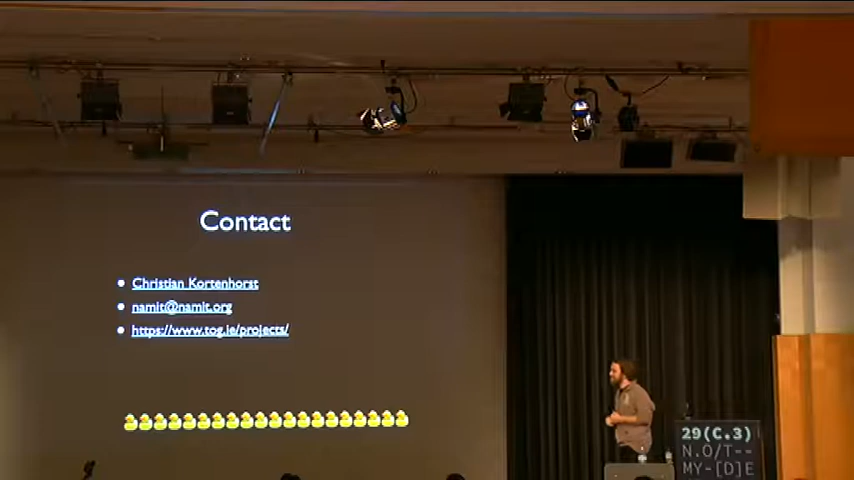 Contact
Christian Kortenhorst
namit@namit.org
https://www.tog.ie/projects/
29(C.3)
N.O/T=--
MY-[D]E